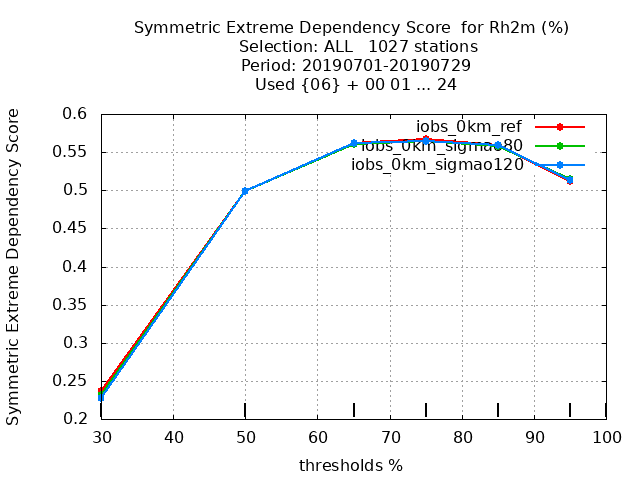 Symmetric Extreme Dependency Score  for Rh2m (%)
Selection: ALL   1027 stations
Period: 20190701-20190729
Used {06} + 00 01 ... 24
Symmetric Extreme Dependency Score
0.6
0.55
0.5
0.45
0.4
0.35
0.3
0.25
0.2
iobs_0km_ref
iobs_0km_sigmao80
iobs_0km_sigmao120
30 40 50 60 70 80 90 100
thresholds %